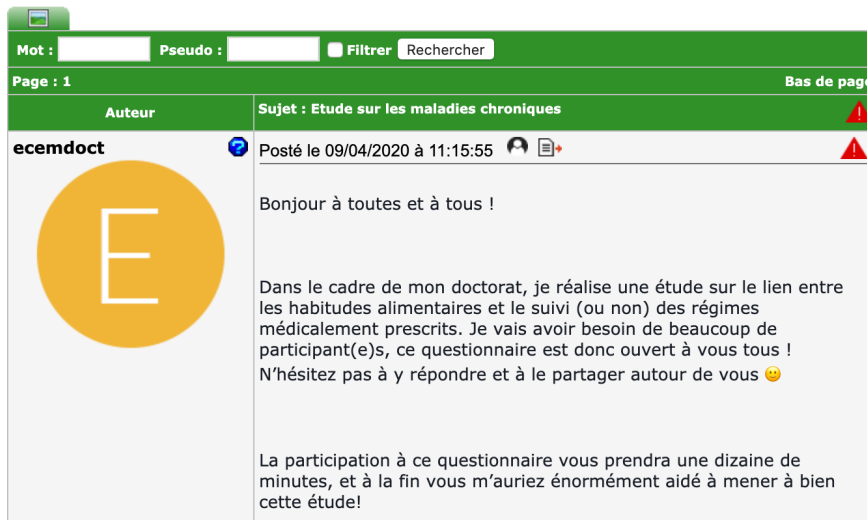 Mot : Pseudo : Filtrer Rechercher
Page : 1 Bas de page
Auteur Sujet : Etude sur les maladies chroniques
ecemdoct Posté le 09/04/2020 à 11:15:55
E
Bonjour à toutes et à tous !
Dans le cadre de mon doctorat, je réalise une étude sur le lien entre
les habitudes alimentaires et le suivi (ou non) des régimes
médicalement prescrits. Je vais avoir besoin de beaucoup de
participant(e)s, ce questionnaire est donc ouvert à vous tous !
N’hésitez pas à y répondre et à le partager autour de vous 🙂
La participation à ce questionnaire vous prendra une dizaine de
minutes, et à la fin vous m’auriez énormément aidé à mener à bien
cette étude!